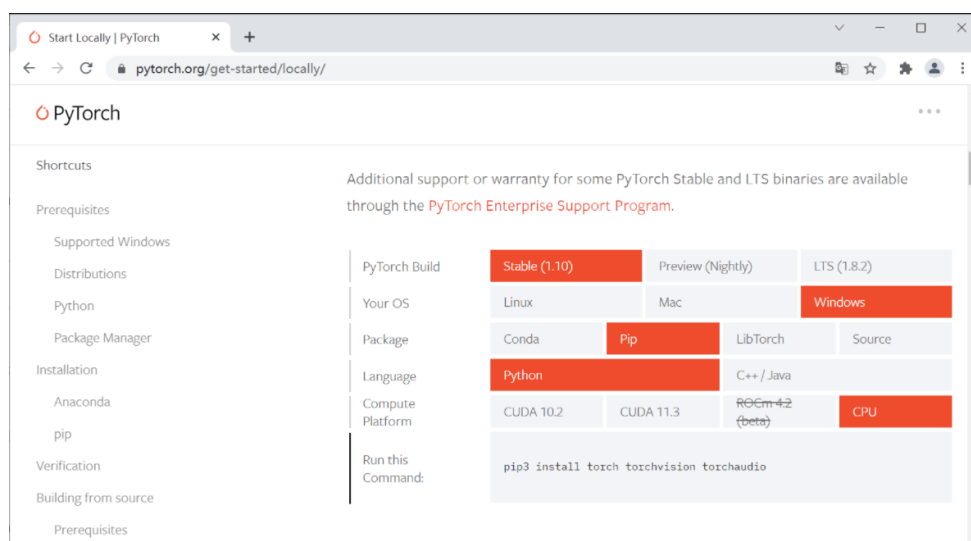 Start Locally | PyTorch
pytorch.org/get-started/locally/
PyTorch
Shortcuts
Prerequisites
Supported Windows
Distributions
Python
Package Manager
Installation
Anaconda
pip
Verification
Building from source
Prerequisites
Additional support or warranty for some PyTorch Stable and LTS binaries are available
through the PyTorch Enterprise Support Program.
PyTorch Build Stable (1.10) Preview (Nightly) LTS (1.8.2)
Your OS Linux Mac Windows
Package Conda Pip LibTorch Source
Language Python C++ / Java
Compute
Platform CUDA 10.2 CUDA 11.3 ROCm 4.2
(beta) CPU
Run this
Command: pip3 install torch torchvision torchaudio